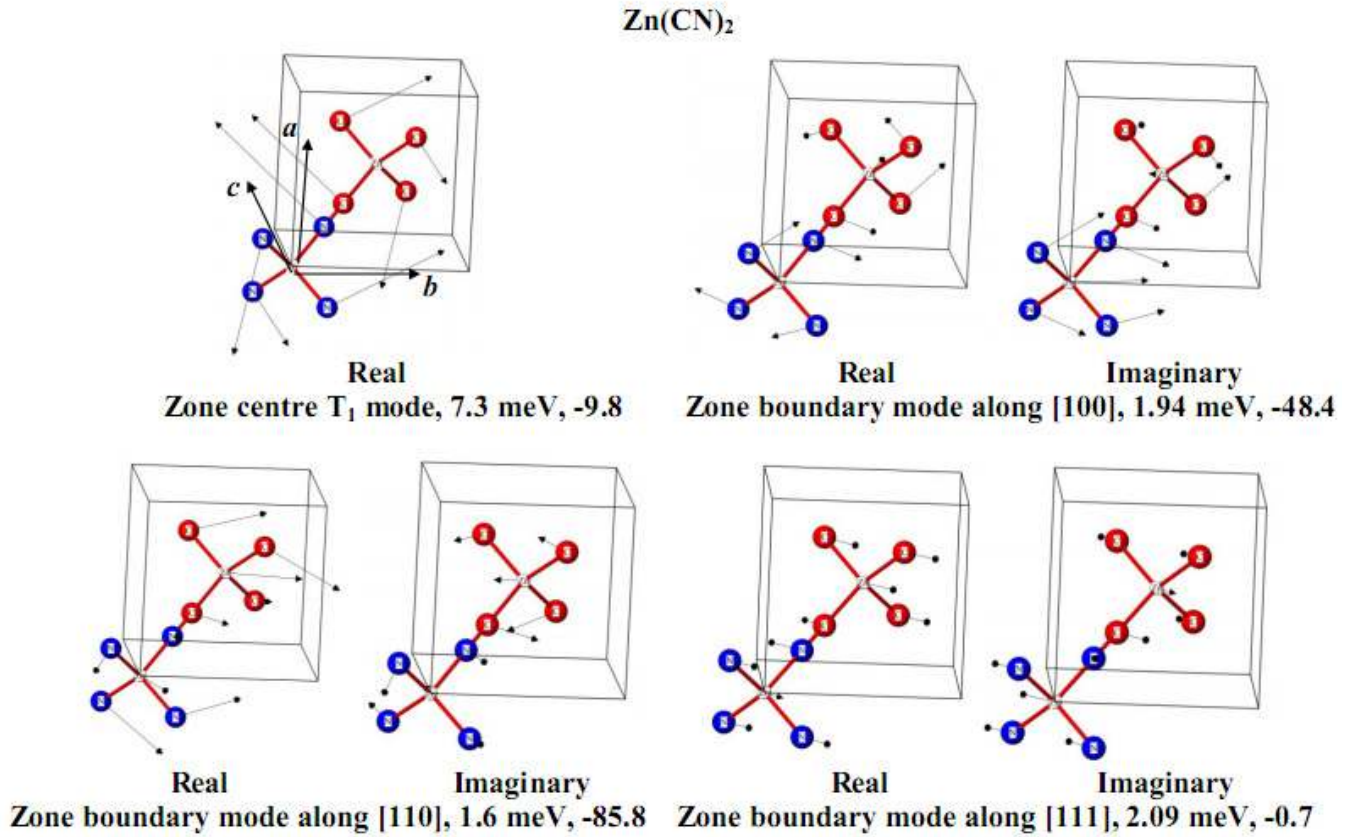 Zn(CN)₂
a
c
b
Real
Zone centre T₁ mode, 7.3 meV, -9.8
Real Imaginary
Zone boundary mode along [100], 1.94 meV, -48.4
Real Imaginary
Zone boundary mode along [110], 1.6 meV, -85.8
Real Imaginary
Zone boundary mode along [111], 2.09 meV, -0.7